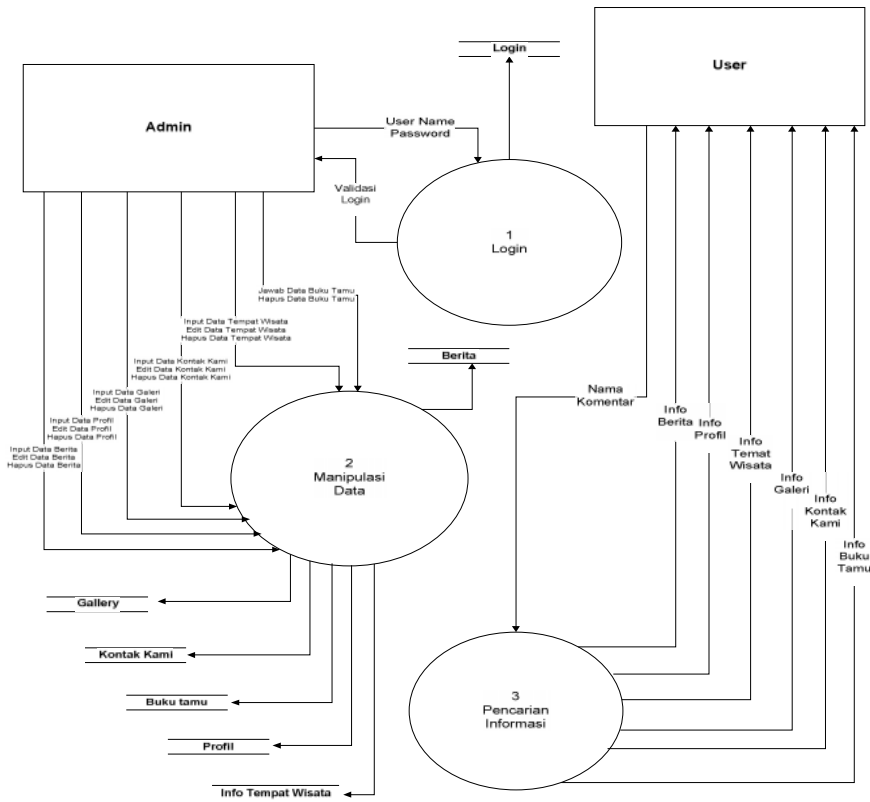 Login
User
Admin
User Name
Password
Validasi
Login
1
Login
Jawab Data Buku Tamu
Hapus Data Buku Tamu
Input Data Tempat Wisata
Edit Data Tempat Wisata
Hapus Data Tempat Wisata
Input Data Kontak Kami
Edit Data Kontak Kami
Hapus Data Kontak Kami
Input Data Galeri
Edit Data Galeri
Hapus Data Galeri
Input Data Profil
Edit Data Profil
Hapus Data Profil
Input Data Berita
Edit Data Berita
Hapus Data Berita
Berita
2
Manipulasi
Data
Nama
Komentar
Info
Berita
Info
Profil
Info
Temat
Wisata
Info
Galeri
Info
Kontak
Kami
Info
Buku
Tamu
Gallery
Kontak Kami
Buku tamu
Profil
Info Tempat Wisata
3
Pencarian
Informasi